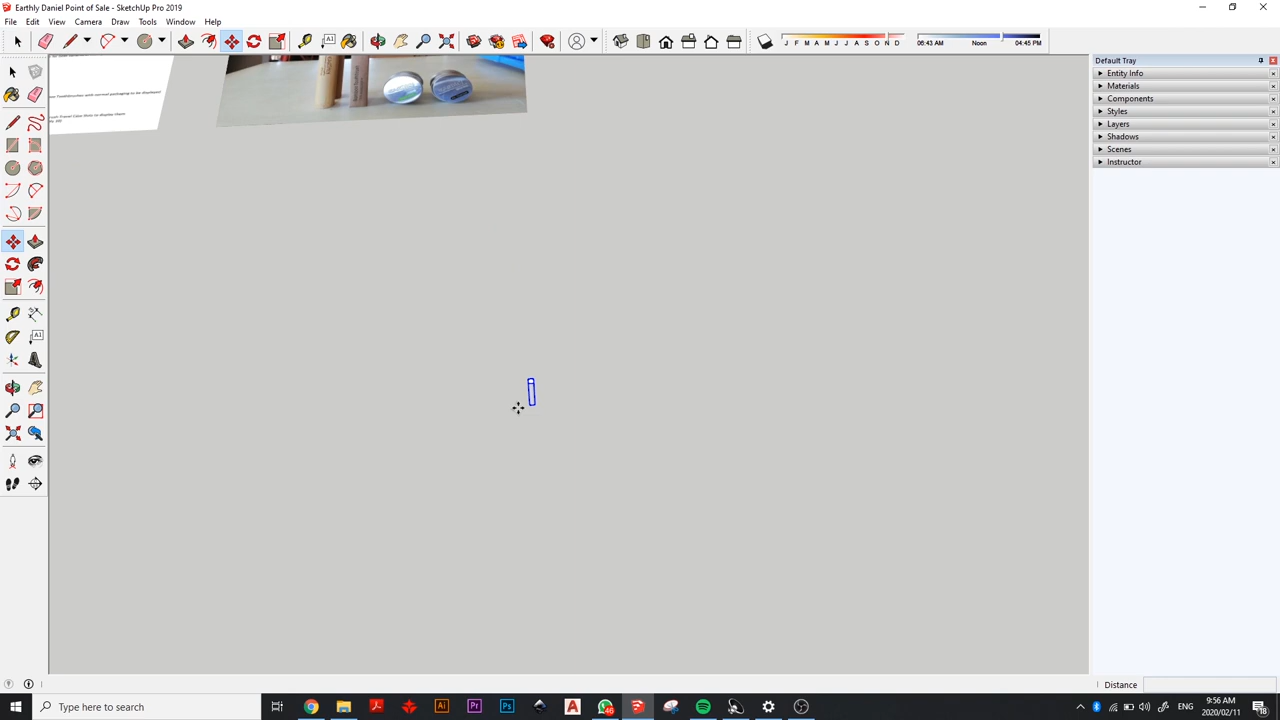 Earthly Daniel Point of Sale - SketchUp Pro 2019
File Edit View Camera Draw Tools Window Help
J F M A M J J A S O N D
06:43 AM Noon 04:45 PM
Default Tray
Entity Info
Materials
Components
Styles
Layers
Shadows
Scenes
Instructor
Distance
Type here to search
46
ENG
9:56 AM
2020/02/11
18